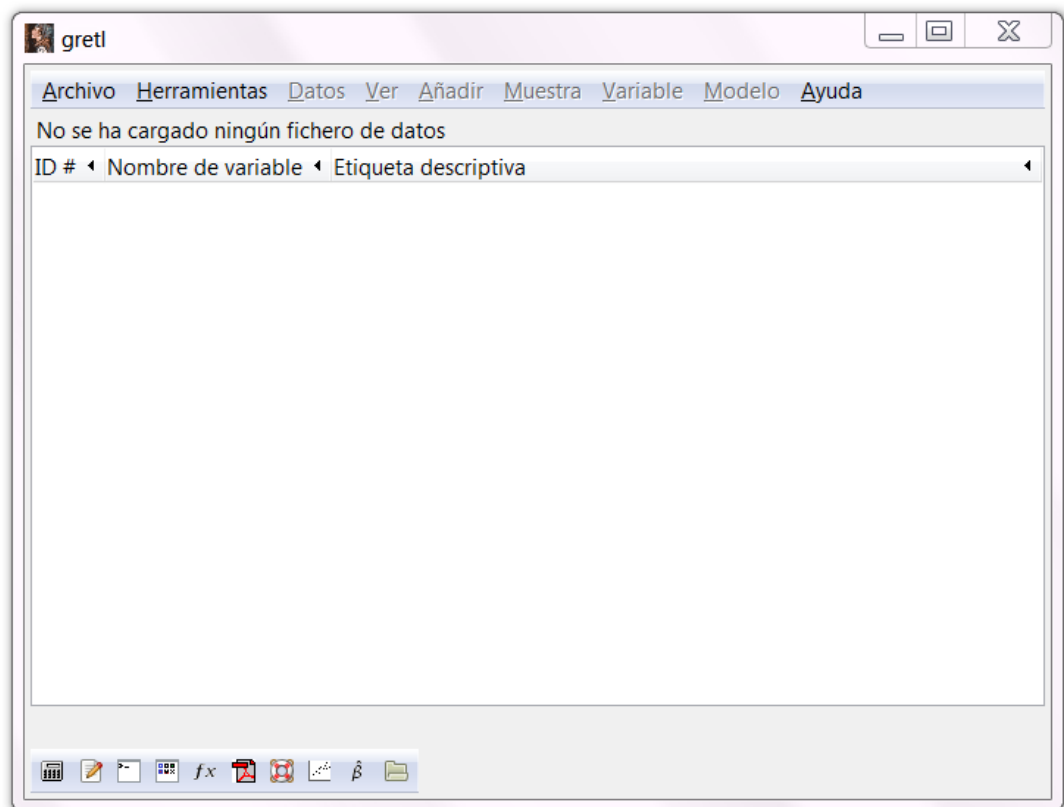 gretl
Archivo Herramientas Datos Ver Añadir Muestra Variable Modelo Ayuda
No se ha cargado ningún fichero de datos
ID # Nombre de variable Etiqueta descriptiva
fx β̂